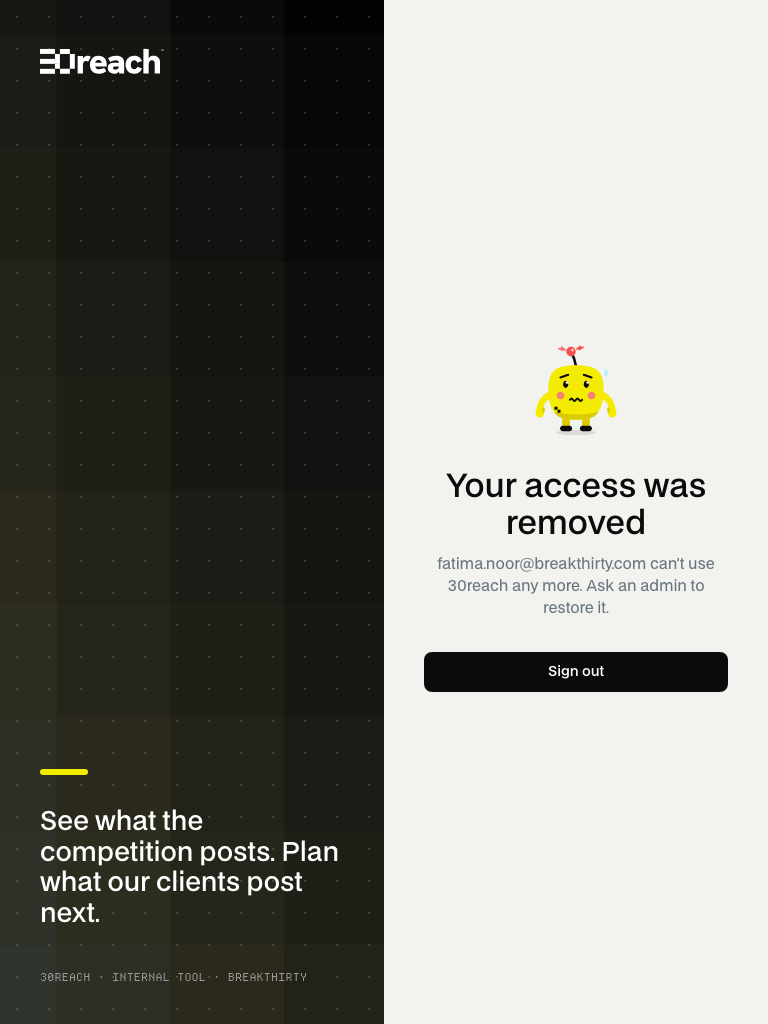 30reach
See what the
competition posts. Plan
what our clients post
next.
30REACH · INTERNAL TOOL · BREAKTHIRTY
Your access was
removed
fatima.noor@breakthirty.com can't use
30reach any more. Ask an admin to
restore it.
Sign out